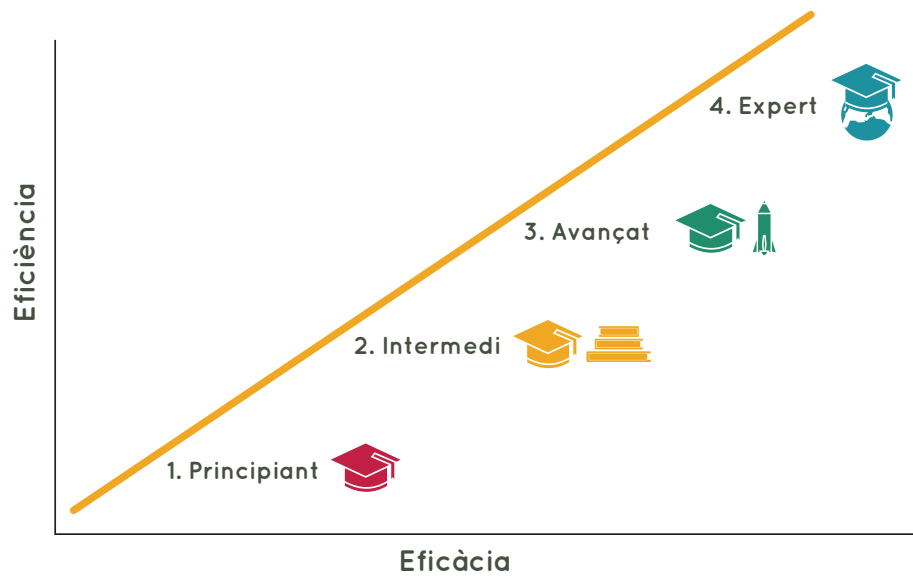 4. Expert
3. Avançat
Eficiència
2. Intermedi
1. Principiant
Eficàcia